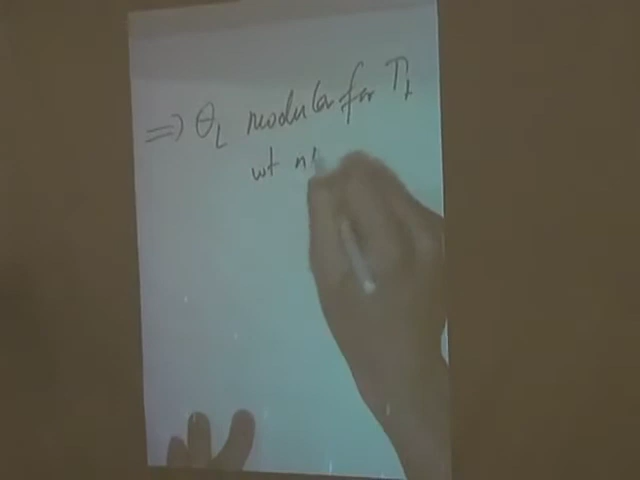 ⇒ θ_L modular for Γ_1
wt n/